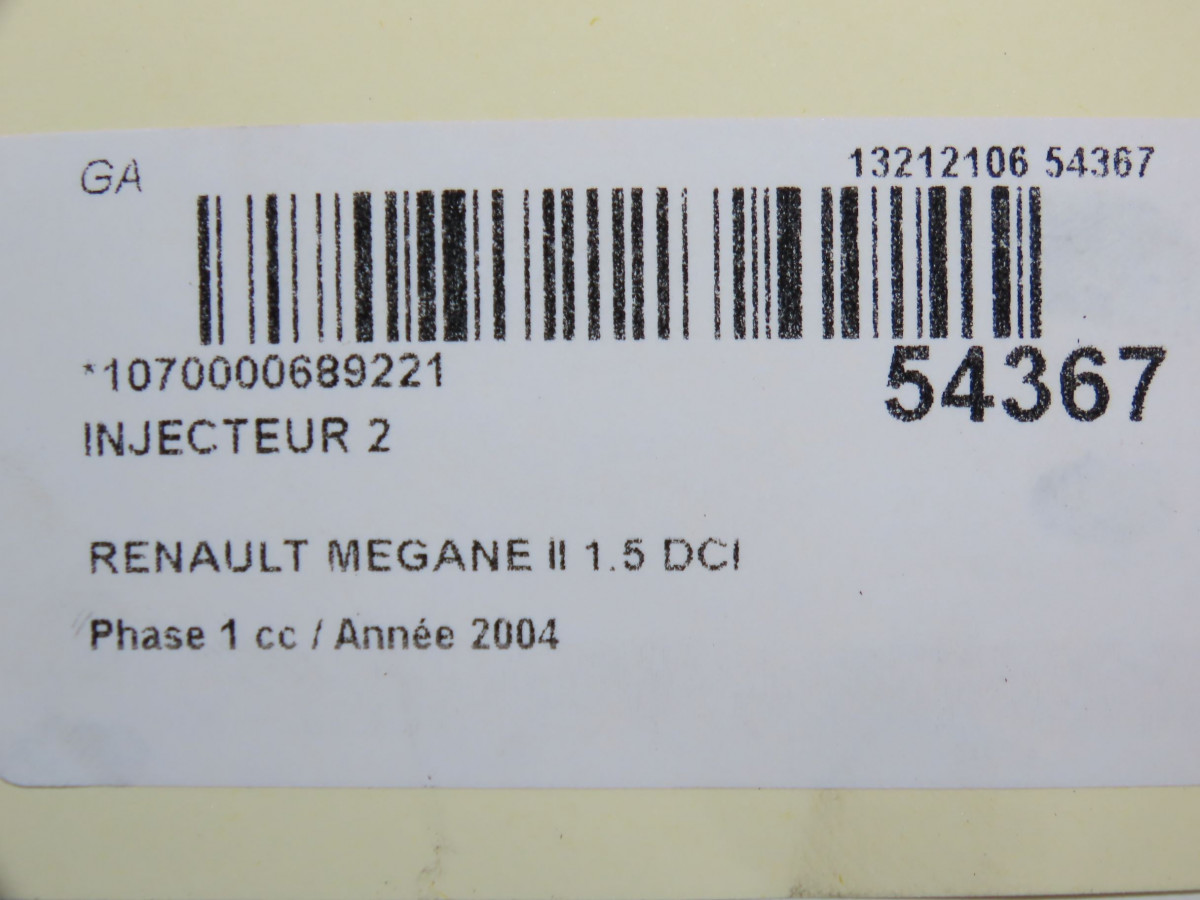 GA
13212106 54367
*1070000689221
54367
INJECTEUR 2
RENAULT MEGANE II 1.5 DCI
Phase 1 cc / Année 2004